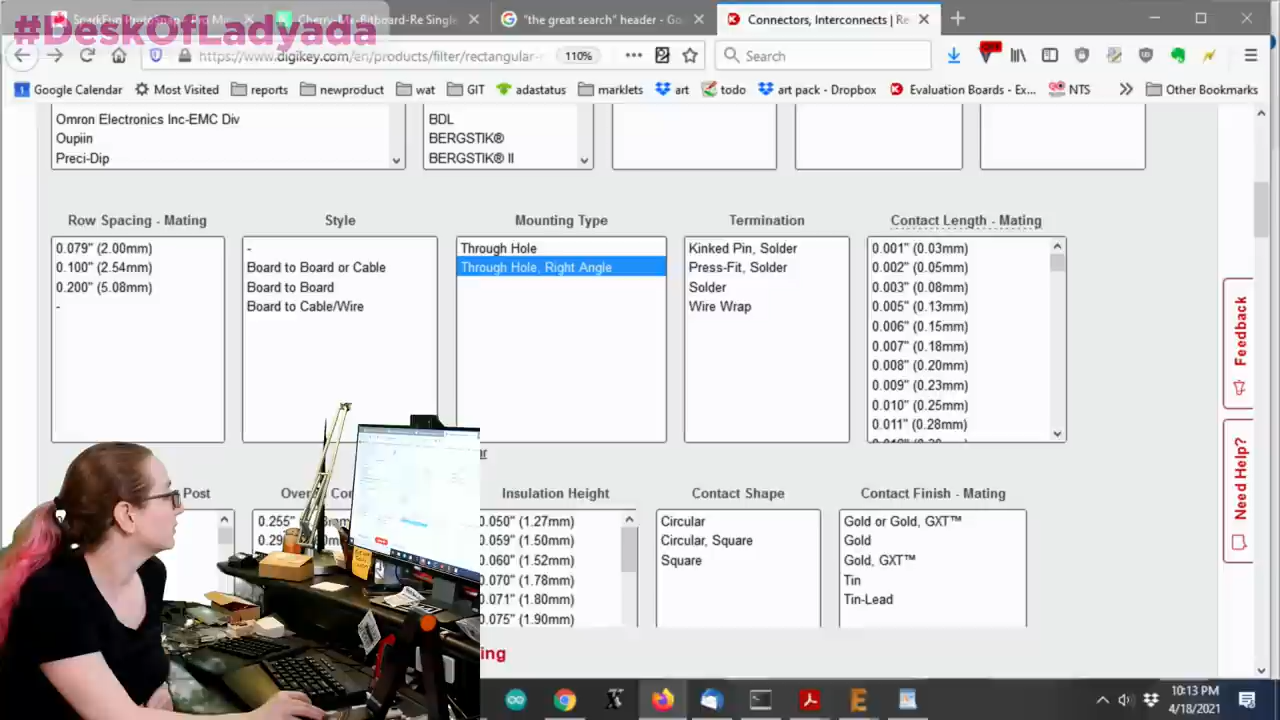 #DeskOfLadyada
SparkFun ProtoSnap - Pro Mi
Cherry-Mx-Bitboard-Re Single
"the great search" header - Go
Connectors, Interconnects | Re
https://www.digikey.com/en/products/filter/rectangular-
110%
Search
OFF
Google Calendar
Most Visited
reports
newproduct
wat
GIT
adastatus
marklets
art
todo
art pack - Dropbox
Evaluation Boards - Ex...
NTS
Other Bookmarks
Omron Electronics Inc-EMC Div
Oupiin
Preci-Dip
BDL
BERGSTIK®
BERGSTIK® II
Row Spacing - Mating
0.079" (2.00mm)
0.100" (2.54mm)
0.200" (5.08mm)
-
Style
-
Board to Board or Cable
Board to Board
Board to Cable/Wire
Mounting Type
Through Hole
Through Hole, Right Angle
Termination
Kinked Pin, Solder
Press-Fit, Solder
Solder
Wire Wrap
Contact Length - Mating
0.001" (0.03mm)
0.002" (0.05mm)
0.003" (0.08mm)
0.005" (0.13mm)
0.006" (0.15mm)
0.007" (0.18mm)
0.008" (0.20mm)
0.009" (0.23mm)
0.010" (0.25mm)
0.011" (0.28mm)
Post
0.255"
Insulation Height
0.050" (1.27mm)
0.059" (1.50mm)
0.060" (1.52mm)
0.070" (1.78mm)
0.071" (1.80mm)
0.075" (1.90mm)
Contact Shape
Circular
Circular, Square
Square
Contact Finish - Mating
Gold or Gold, GXT™
Gold
Gold, GXT™
Tin
Tin-Lead
Feedback
Need Help?
10:13 PM
4/18/2021